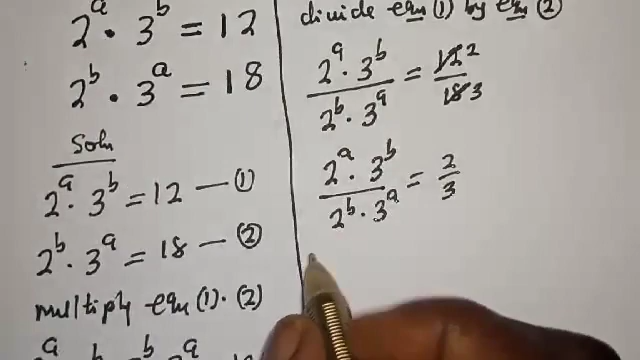 2^a · 3^b = 12
2^b · 3^a = 18
Soln
2^a · 3^b = 12 — ①
2^b · 3^a = 18 — ②
multiply eqn (1) · (2)
divide eqn (1) by eqn ②
2^a · 3^b / 2^b · 3^a = 12 2 / 18 3
2^a · 3^b / 2^b · 3^a = 2/3